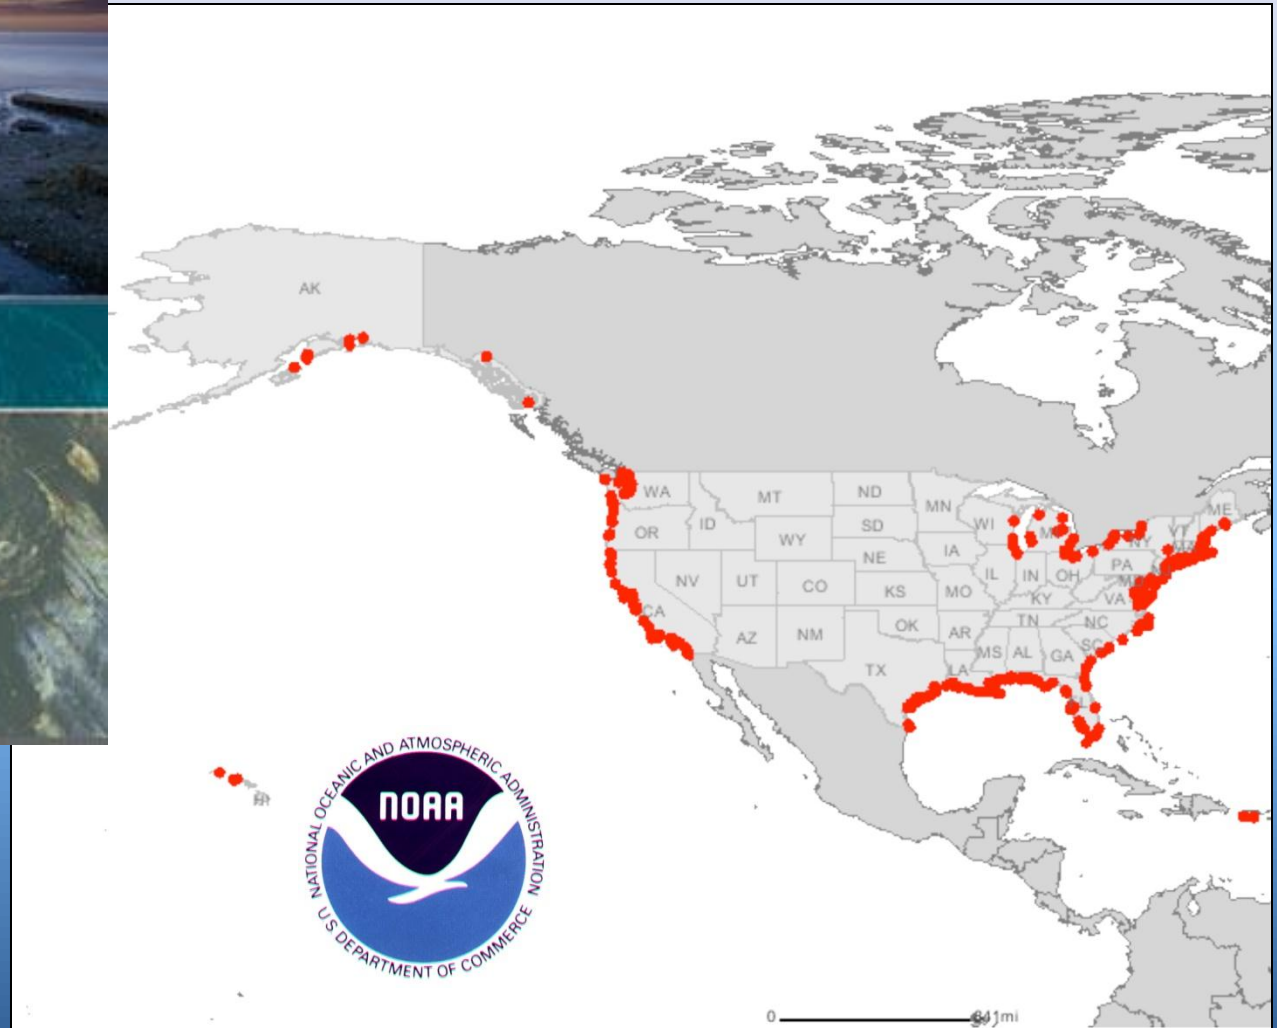 AK
WA
MT
ND
MN
ME
OR
ID
SD
WI
VT
NY
WY
NE
IA
PA
NV
UT
CO
IL
IN
OH
KS
MO
KY
VA
CA
OK
TN
NC
AZ
NM
AR
SC
MS
AL
GA
TX
LA
NATIONAL OCEANIC AND ATMOSPHERIC ADMINISTRATION
NOAA
U.S. DEPARTMENT OF COMMERCE
0
mi